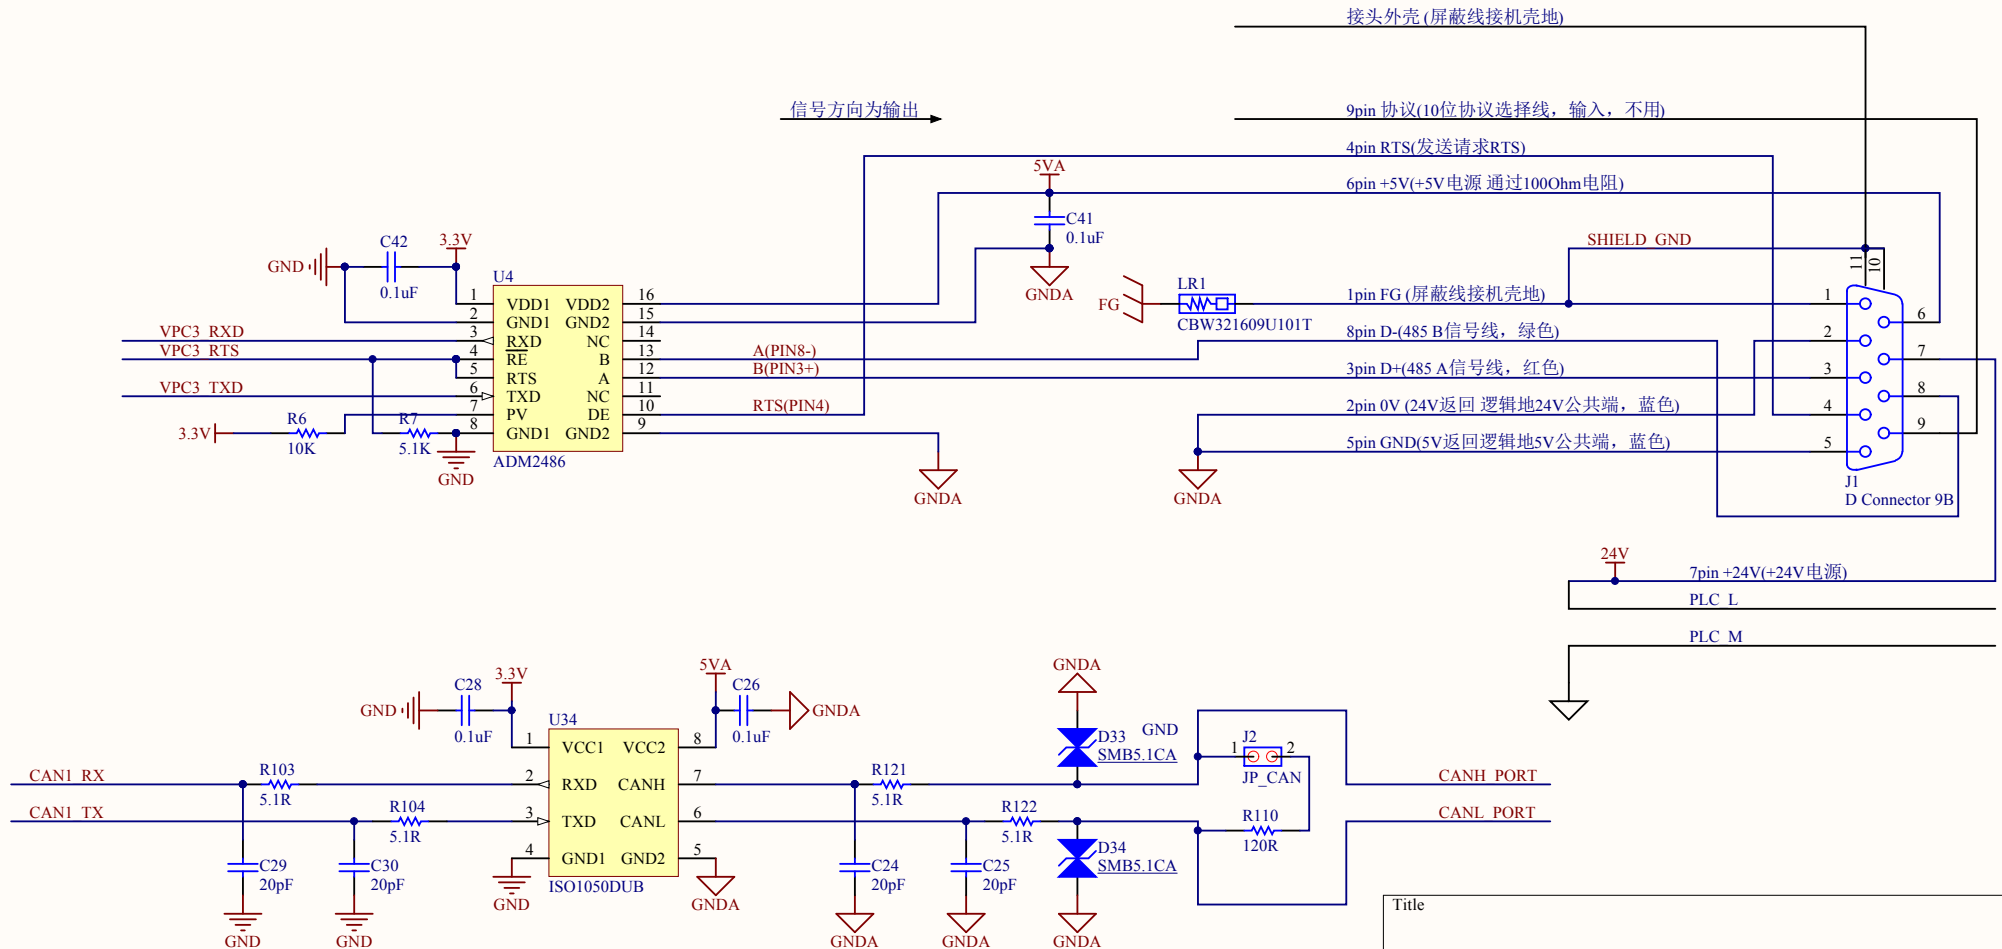 接头外壳 (屏蔽线接机壳地)
信号方向为输出
9pin 协议(10位协议选择线，输入，不用)
4pin RTS(发送请求RTS)
5VA
6pin +5V(+5V电源 通过100Ohm电阻)
C41
0.1uF
C42
3.3V
GND
0.1uF
SHIELD_GND
11
10
GNDA
U4
1
VDD1
VDD2
16
2
GND1
GND2
15
VPC3_RXD
3
RXD
NC
14
VPC3_RTS
4
RE
B
13
A(PIN8-)
5
RTS
A
12
B(PIN3+)
VPC3_TXD
6
TXD
NC
11
7
PV
DE
10
RTS(PIN4)
8
GND1
GND2
9
ADM2486
3.3V
R6
10K
R7
5.1K
GND
GNDA
FG
LR1
CBW321609U101T
1pin FG (屏蔽线接机壳地)
8pin D-(485 B信号线，绿色)
3pin D+(485 A信号线，红色)
2pin 0V (24V返回 逻辑地24V公共端，蓝色)
5pin GND(5V返回逻辑地5V公共端，蓝色)
GNDA
1
2
3
4
5
6
7
8
9
J1
D Connector 9B
24V
7pin +24V(+24V电源)
PLC_L
PLC_M
C28
3.3V
GND
0.1uF
5VA
C26
GNDA
0.1uF
U34
1
VCC1
VCC2
8
CAN1_RX
R103
5.1R
2
RXD
CANH
7
CAN1_TX
R104
5.1R
3
TXD
CANL
6
4
GND1
GND2
5
ISO1050DUB
C29
20pF
GND
C30
20pF
GND
GND
GNDA
R121
5.1R
R122
5.1R
C24
20pF
GNDA
C25
20pF
GNDA
GNDA
GND
D33
SMB5.1CA
D34
SMB5.1CA
GNDA
J2
1
2
JP_CAN
R110
120R
CANH_PORT
CANL_PORT
Title